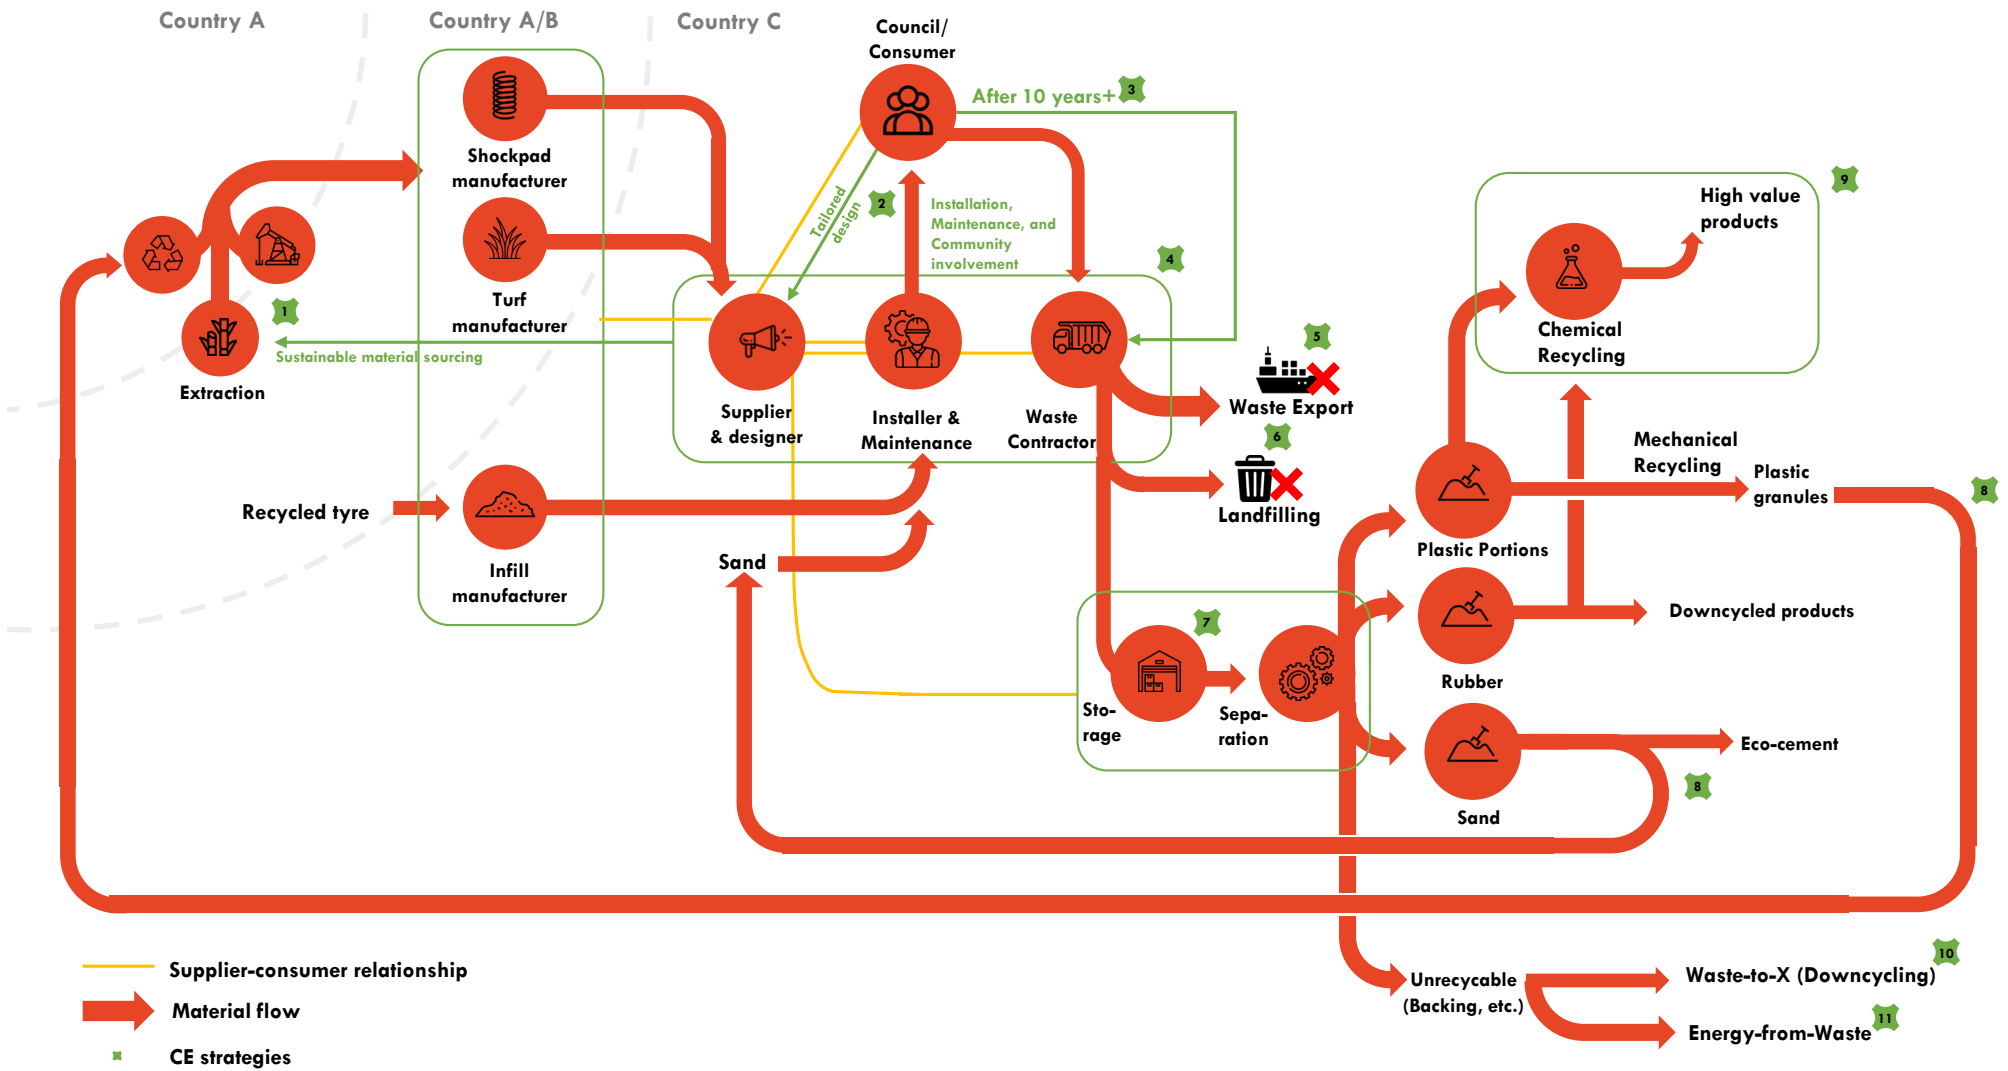 Country A
Country A/B
Country C
Council/
Consumer
After 10 years+
3
Shockpad
manufacturer
Tailored
design
2
Installation,
Maintenance, and
Community
involvement
4
9
High value
products
Chemical
Recycling
Turf
manufacturer
1
Sustainable material sourcing
Extraction
Supplier
& designer
Installer &
Maintenance
Waste
Contractor
5
Waste Export
6
Landfilling
Mechanical
Recycling
Plastic
granules
8
Plastic Portions
Recycled tyre
Infill
manufacturer
Sand
7
Sto-
rage
Sepa-
ration
Downcycled products
Rubber
Eco-cement
8
Sand
Supplier-consumer relationship
Material flow
CE strategies
Unrecycable
(Backing, etc.)
Waste-to-X (Downcycling)
10
Energy-from-Waste
11